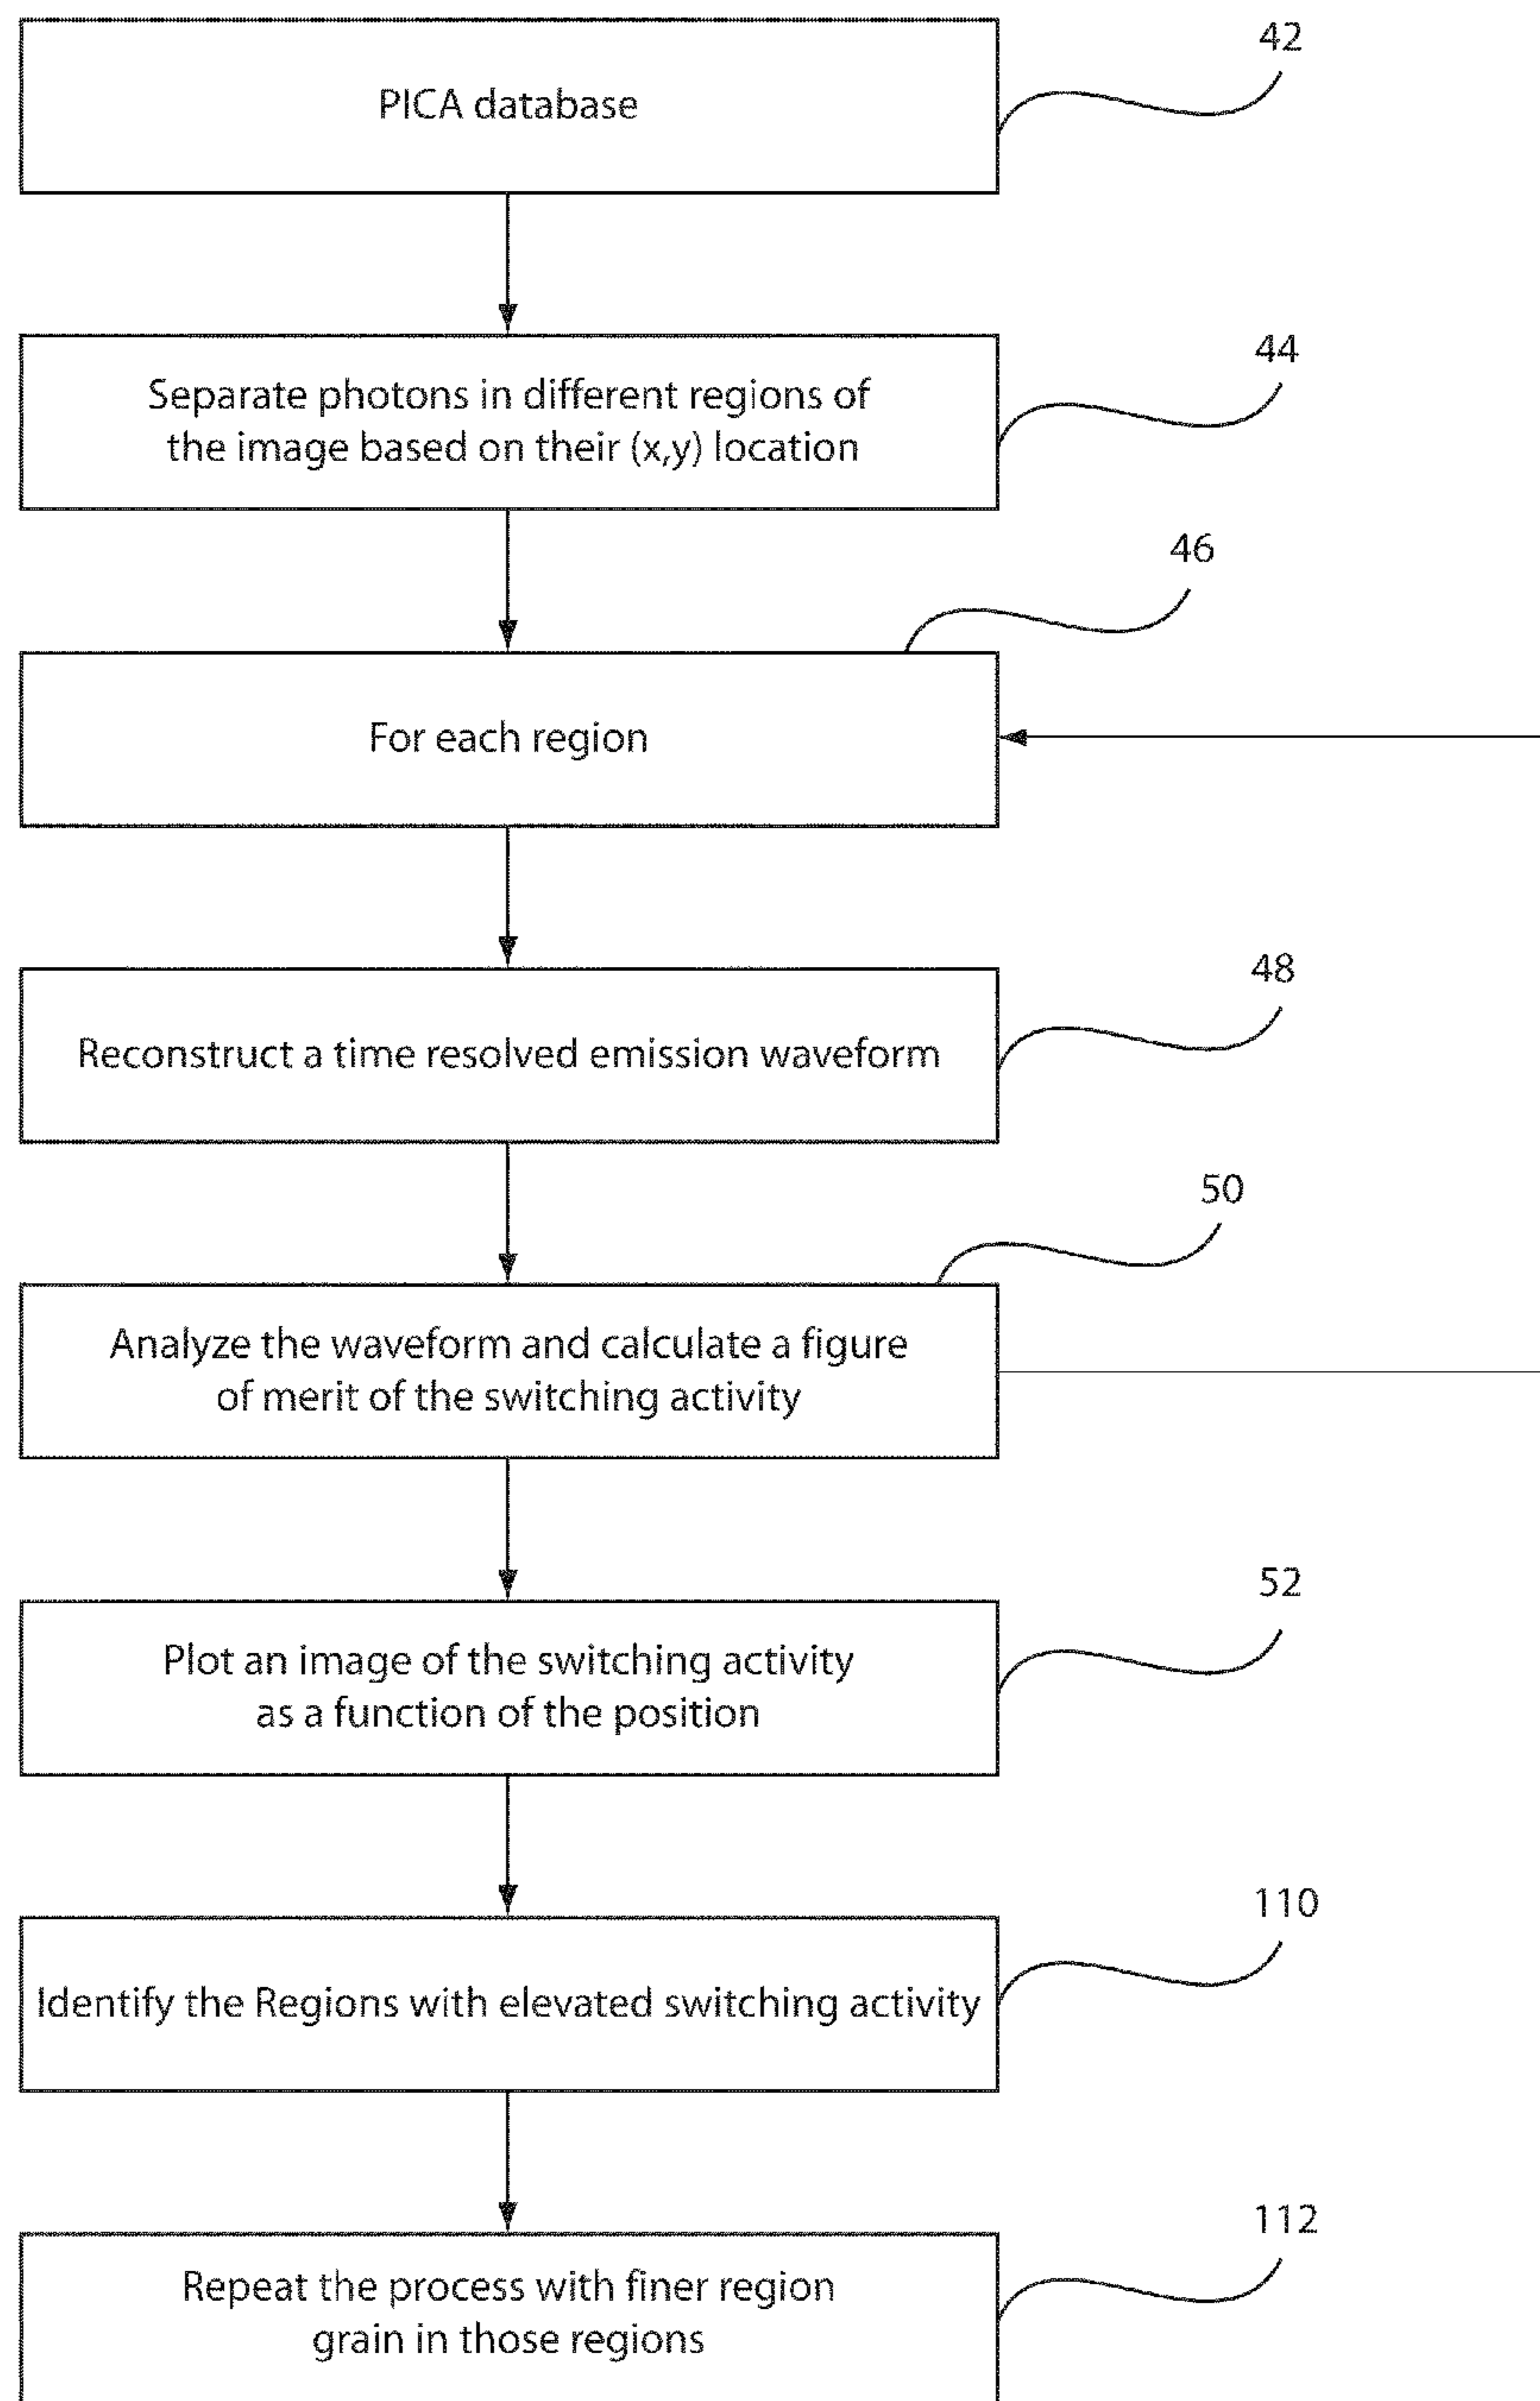 PICA database
42
Separate photons in different regions of
the image based on their (x,y) location
44
46
For each region
Reconstruct a time resolved emission waveform
48
50
Analyze the waveform and calculate a figure
of merit of the switching activity
52
Plot an image of the switching activity
as a function of the position
110
Identify the Regions with elevated switching activity
112
Repeat the process with finer region
grain in those regions